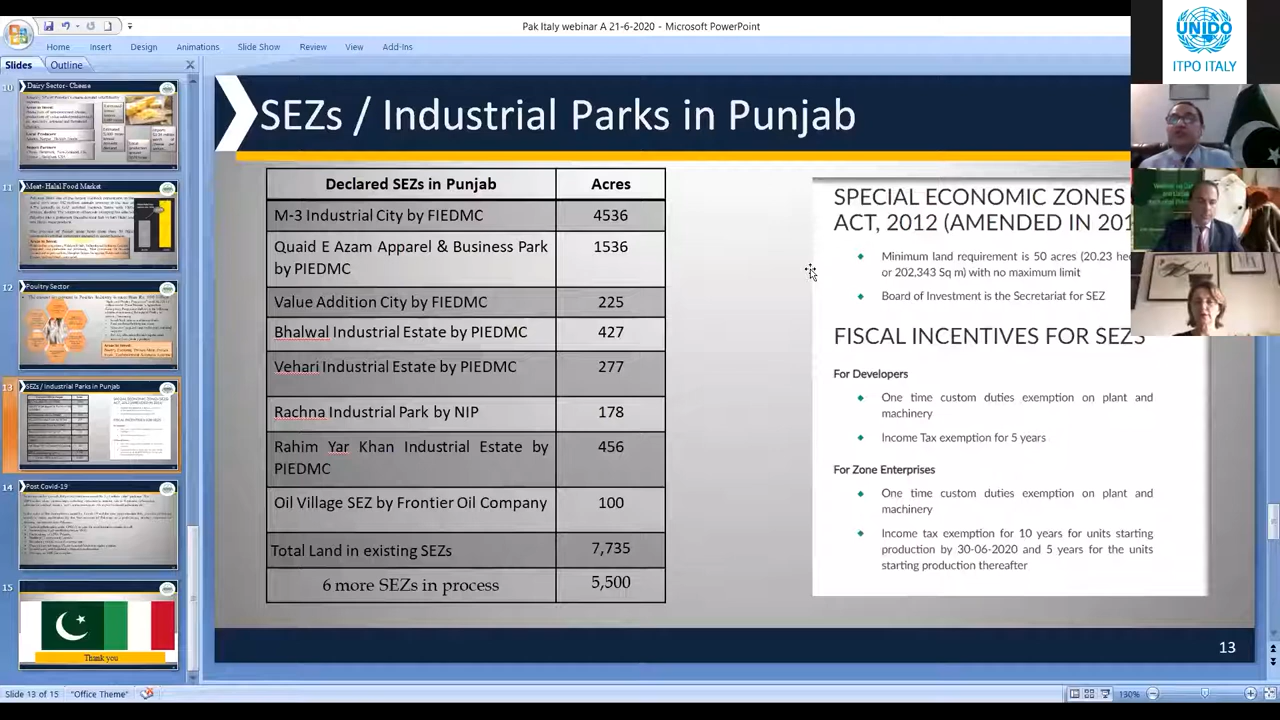 Pak Italy webinar A 21-6-2020 - Microsoft PowerPoint
Home Insert Design Animations Slide Show Review View Add-Ins
Slides Outline
10
Dairy Sector- Cheese
11
Meat- Halal Food Market
12
Poultry Sector
13
SEZs / Industrial Parks in Punjab
14
Post Covid-19
15
Thank you
SEZs / Industrial Parks in Punjab
Declared SEZs in Punjab Acres
M-3 Industrial City by FIEDMC 4536
Quaid E Azam Apparel & Business Park 1536
by PIEDMC
Value Addition City by FIEDMC 225
Bhalwal Industrial Estate by PIEDMC 427
Vehari Industrial Estate by PIEDMC 277
Industrial Park by NIP 178
Rahim Yar Khan Industrial Estate by 456
PIEDMC
Oil Village SEZ by Frontier Oil Company 100
Total Land in existing SEZs 7,735
6 more SEZs in process 5,500
SPECIAL ECONOMIC ZONES
ACT, 2012 (AMENDED IN 201
Minimum land requirement is 50 acres (20.23 hec
or 202,343 Sq m) with no maximum limit
Board of Investment is the Secretariat for SEZ
FISCAL INCENTIVES FOR SEZS
For Developers
One time custom duties exemption on plant and
machinery
Income Tax exemption for 5 years
For Zone Enterprises
One time custom duties exemption on plant and
machinery
Income tax exemption for 10 years for units starting
production by 30-06-2020 and 5 years for the units
starting production thereafter
13
UNIDO
ITPO ITALY
Slide 13 of 15 "Office Theme" 130%